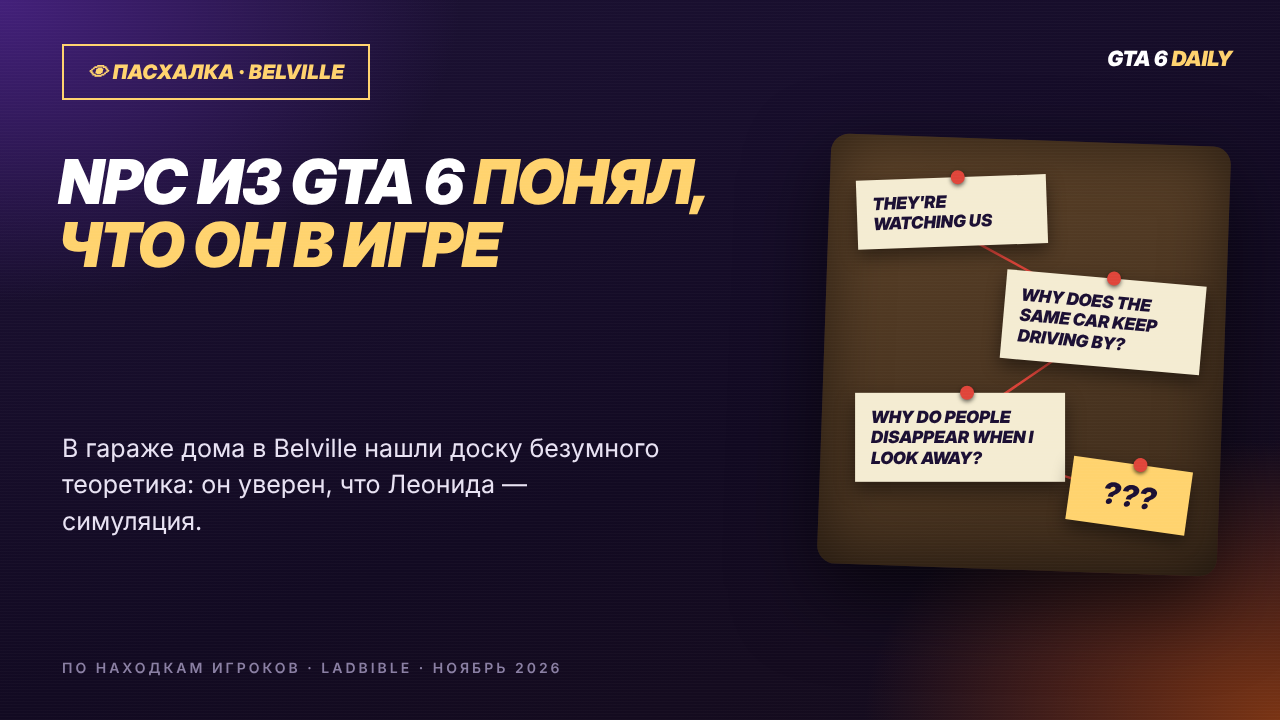 👁 ПАСХАЛКА · BELVILLE
GTA 6 DAILY
NPC ИЗ GTA 6 ПОНЯЛ,
ЧТО ОН В ИГРЕ
THEY'RE
WATCHING US
WHY DOES THE
SAME CAR KEEP
DRIVING BY?
WHY DO PEOPLE
DISAPPEAR WHEN I
LOOK AWAY?
???
В гараже дома в Belville нашли доску безумного
теоретика: он уверен, что Леонида —
симуляция.
ПО НАХОДКАМ ИГРОКОВ · LADBIBLE · НОЯБРЬ 2026